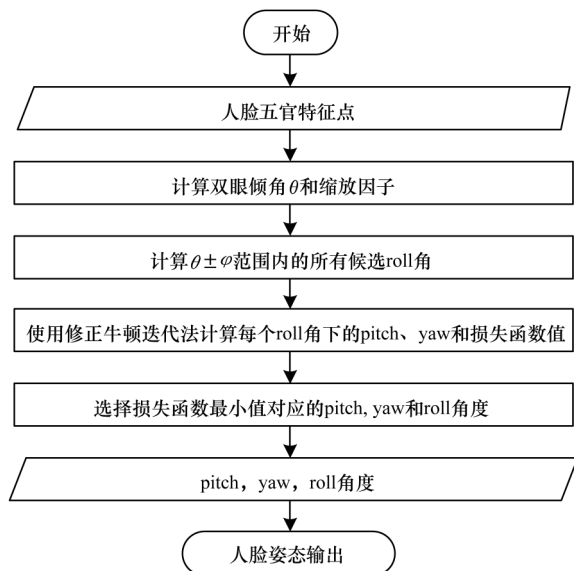 开始
人脸五官特征点
计算双眼倾角θ和缩放因子
计算θ±φ范围内的所有候选roll角
使用修正牛顿迭代法计算每个roll角下的pitch、yaw和损失函数值
选择损失函数最小值对应的pitch, yaw和roll角度
pitch，yaw，roll角度
人脸姿态输出